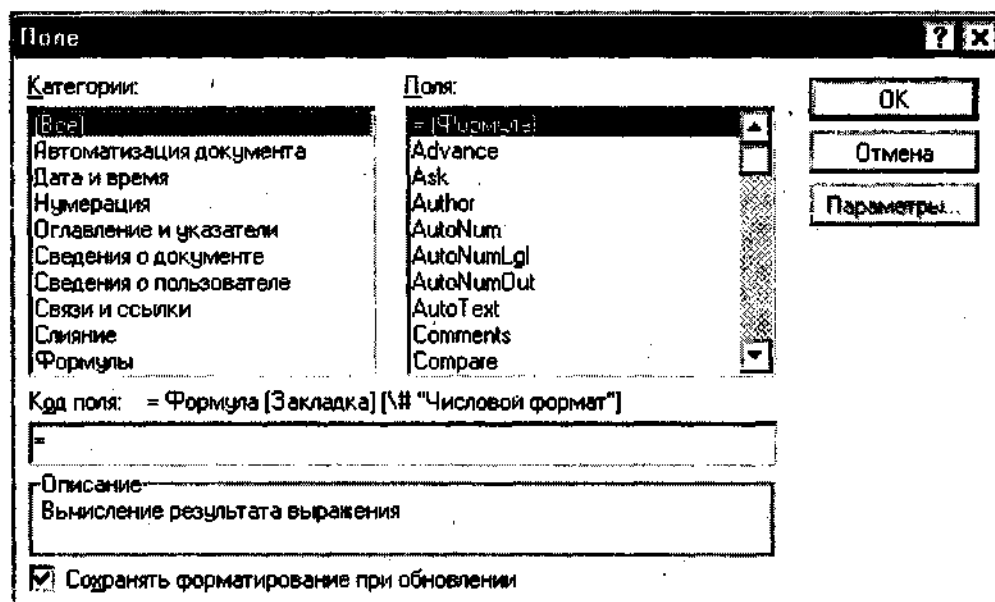 Поле
Категории:
(Все)
Автоматизация документа
Дата и время
Нумерация
Оглавление и указатели
Сведения о документе
Сведения о пользователе
Связи и ссылки
Слияние
Формулы
Поля:
= (Формула)
Advance
Ask
Author
AutoNum
AutoNumLgl
AutoNumOut
AutoText
Comments
Compare
OK
Отмена
Параметры...
Код поля: = Формула [Закладка] [\# "Числовой формат"]
=
Описание
Вычисление результата выражения
Сохранять форматирование при обновлении